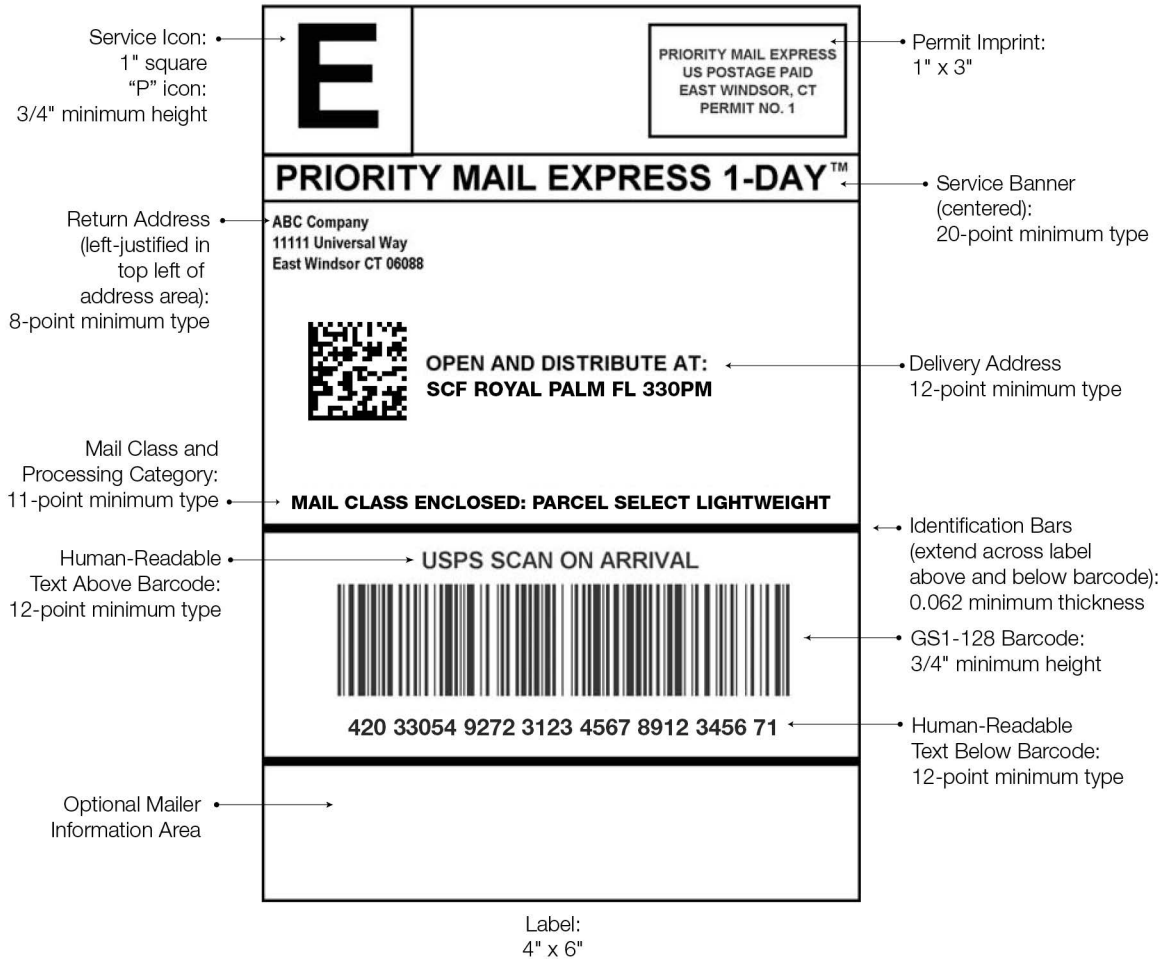 Service Icon:
1" square
“P” icon:
3/4" minimum height
E
PRIORITY MAIL EXPRESS
US POSTAGE PAID
EAST WINDSOR, CT
PERMIT NO. 1
Permit Imprint:
1" x 3"
PRIORITY MAIL EXPRESS 1-DAY™
Service Banner
(centered):
20-point minimum type
Return Address
(left-justified in
top left of
address area):
8-point minimum type
ABC Company
11111 Universal Way
East Windsor CT 06088
OPEN AND DISTRIBUTE AT:
SCF ROYAL PALM FL 330PM
Delivery Address
12-point minimum type
Mail Class and
Processing Category:
11-point minimum type
MAIL CLASS ENCLOSED: PARCEL SELECT LIGHTWEIGHT
Identification Bars
(extend across label
above and below barcode):
0.062 minimum thickness
Human-Readable
Text Above Barcode:
12-point minimum type
USPS SCAN ON ARRIVAL
GS1-128 Barcode:
3/4" minimum height
420 33054 9272 3123 4567 8912 3456 71
Human-Readable
Text Below Barcode:
12-point minimum type
Optional Mailer
Information Area
Label:
4" x 6"